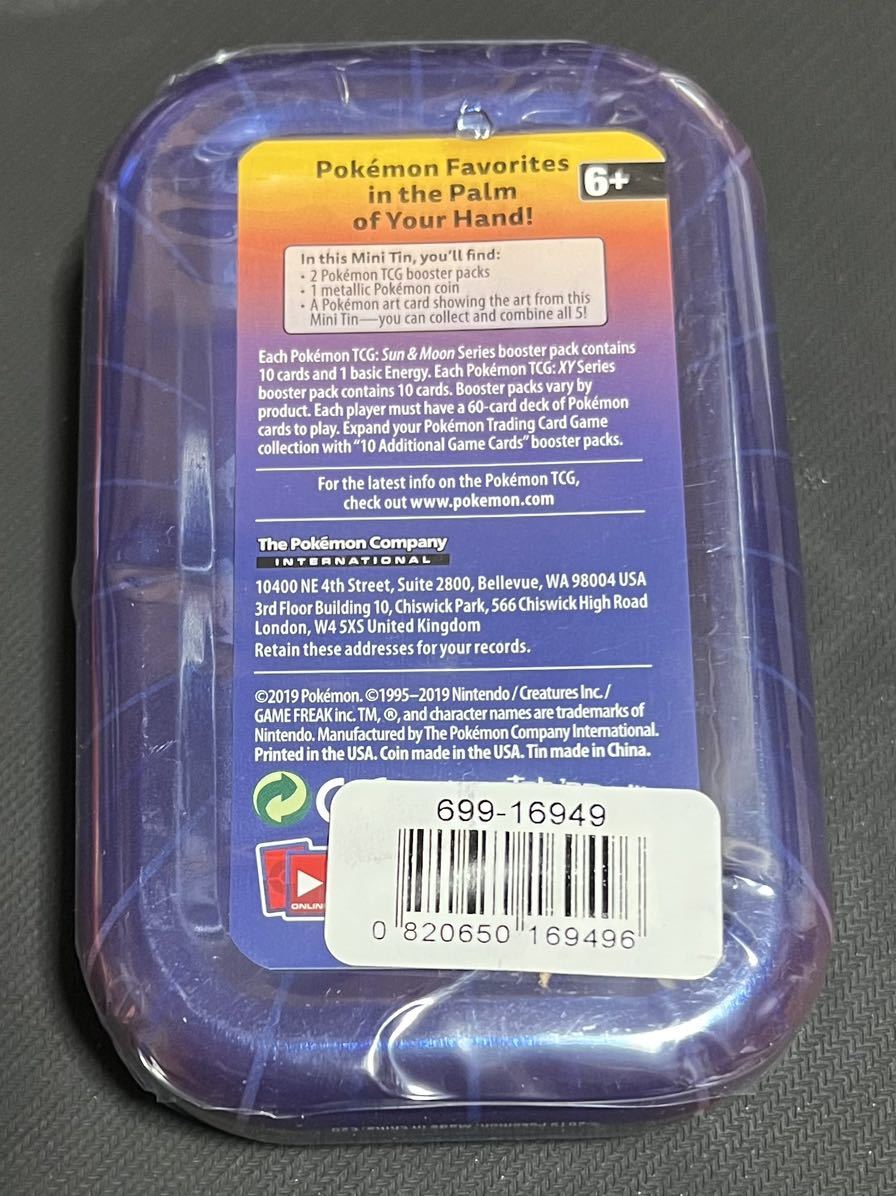 Pokémon Favorites
in the Palm
of Your Hand!
6+
In this Mini Tin, you'll find:
• 2 Pokémon TCG booster packs
• 1 metallic Pokémon coin
• A Pokémon art card showing the art from this
Mini Tin—you can collect and combine all 5!
Each Pokémon TCG: Sun & Moon Series booster pack contains
10 cards and 1 basic Energy. Each Pokémon TCG: XY Series
booster pack contains 10 cards. Booster packs vary by
product. Each player must have a 60-card deck of Pokémon
cards to play. Expand your Pokémon Trading Card Game
collection with "10 Additional Game Cards" booster packs.
For the latest info on the Pokémon TCG,
check out www.pokemon.com
The Pokémon Company
INTERNATIONAL
10400 NE 4th Street, Suite 2800, Bellevue, WA 98004 USA
3rd Floor Building 10, Chiswick Park, 566 Chiswick High Road
London, W4 5XS United Kingdom
Retain these addresses for your records.
©2019 Pokémon. ©1995–2019 Nintendo / Creatures Inc. /
GAME FREAK inc. TM, ®, and character names are trademarks of
Nintendo. Manufactured by The Pokémon Company International.
Printed in the USA. Coin made in the USA. Tin made in China.
699-16949
0 820650 169496
©2019 Pokémon. Made in China.